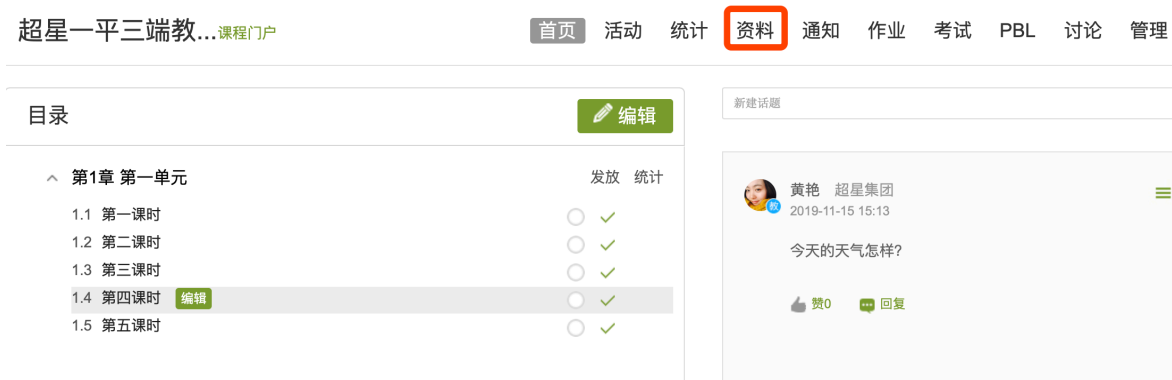 超星一平三端教...课程门户 首页 活动 统计 资料 通知 作业 考试 PBL 讨论 管理
目录 编辑
第1章 第一单元 发放 统计
1.1 第一课时
1.2 第二课时
1.3 第三课时
1.4 第四课时 编辑
1.5 第五课时
新建话题
黄艳 超星集团
教
2019-11-15 15:13
今天的天气怎样?
赞0 回复